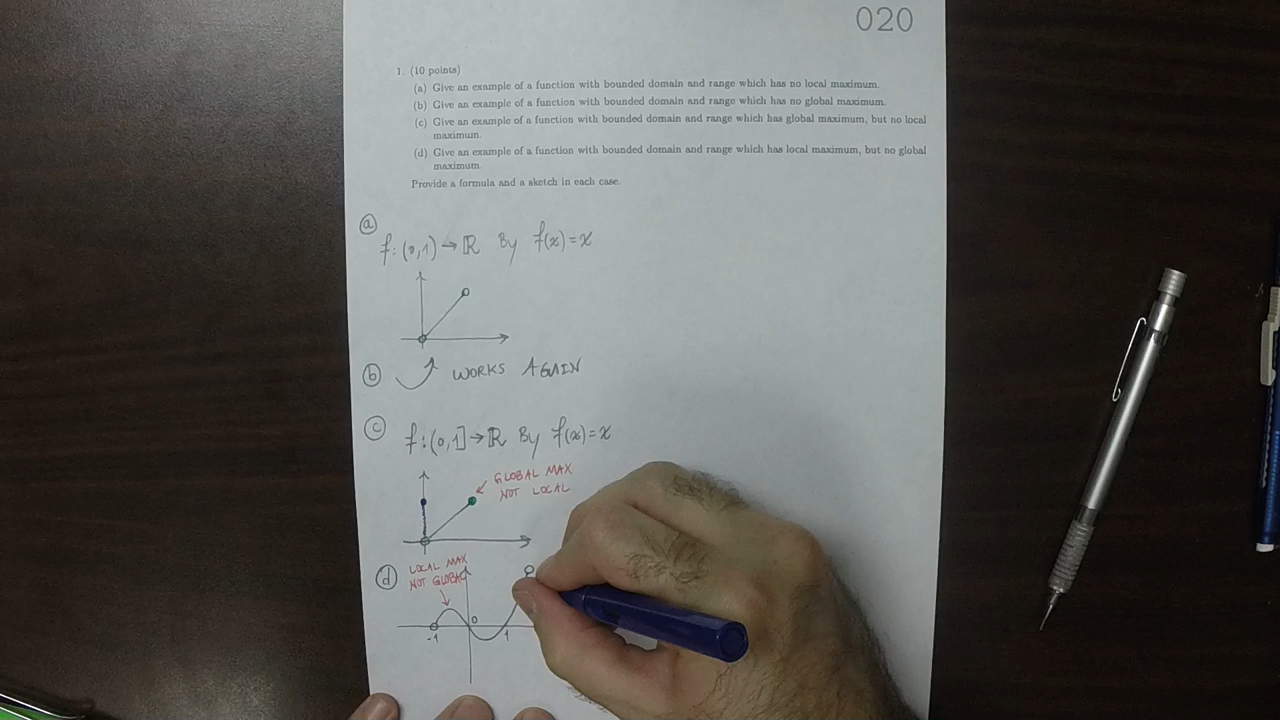 020
1. (10 points)
(a) Give an example of a function with bounded domain and range which has no local maximum.
(b) Give an example of a function with bounded domain and range which has no global maximum.
(c) Give an example of a function with bounded domain and range which has global maximum, but no local
maximum.
(d) Give an example of a function with bounded domain and range which has local maximum, but no global
maximum.
Provide a formula and a sketch in each case.
a
f:(0,1)→ℝ By f(x)=x
b WORKS AGAIN
c f:(0,1]→ℝ By f(x)=x
GLOBAL MAX
NOT LOCAL
d LOCAL MAX
NOT GLOBAL
-1 0 1